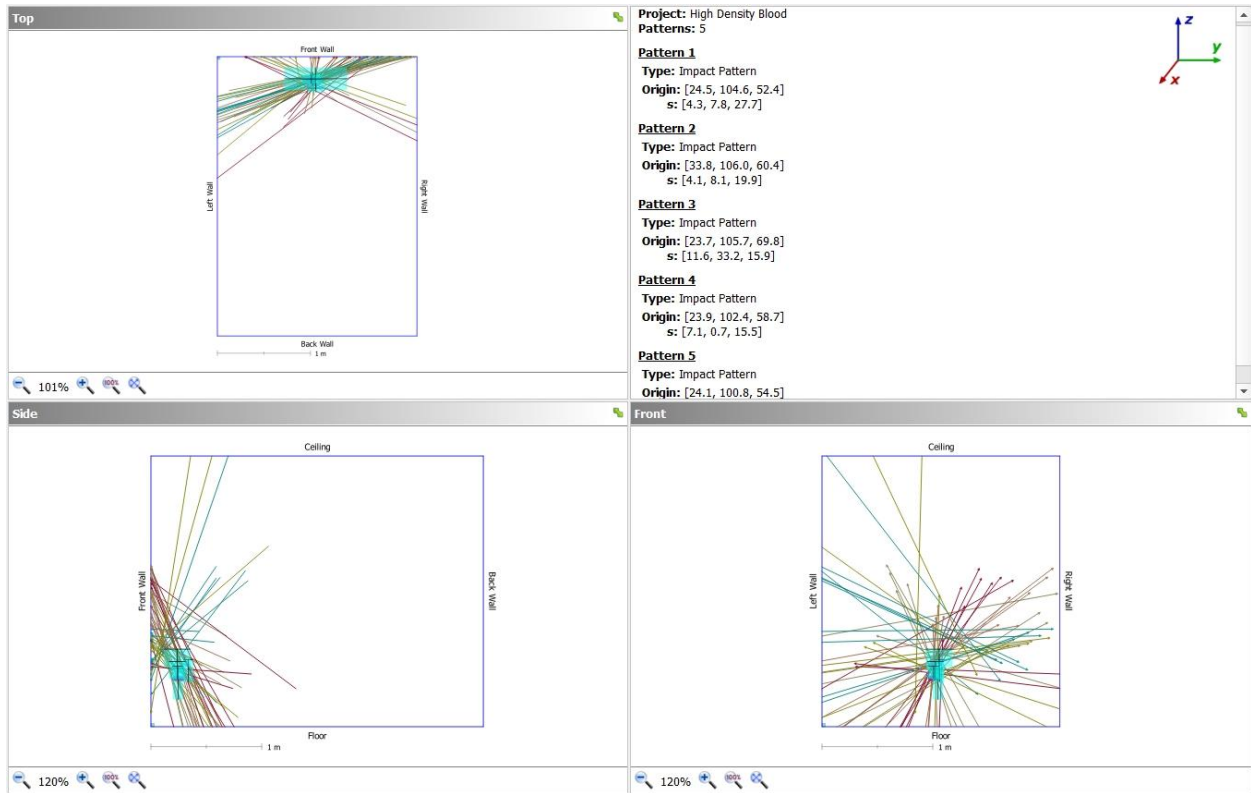 Top
Front Wall
Left Wall
Right Wall
Back Wall
1 m
101%
100%
Project: High Density Blood
Patterns: 5
Pattern 1
Type: Impact Pattern
Origin: [24.5, 104.6, 52.4]
s: [4.3, 7.8, 27.7]
Pattern 2
Type: Impact Pattern
Origin: [33.8, 106.0, 60.4]
s: [4.1, 8.1, 19.9]
Pattern 3
Type: Impact Pattern
Origin: [23.7, 105.7, 69.8]
s: [11.6, 33.2, 15.9]
Pattern 4
Type: Impact Pattern
Origin: [23.9, 102.4, 58.7]
s: [7.1, 0.7, 15.5]
Pattern 5
Type: Impact Pattern
Origin: [24.1, 100.8, 54.5]
z
y
x
Side
Ceiling
Front Wall
Back Wall
Floor
1 m
120%
100%
Front
Ceiling
Left Wall
Right Wall
Floor
1 m
120%
100%